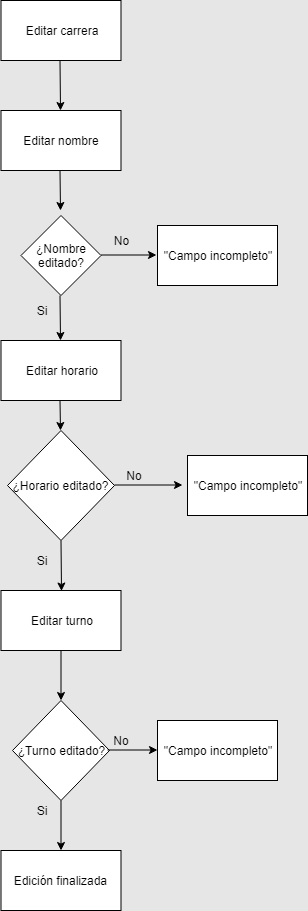 Editar carrera
Editar nombre
¿Nombre
editado?
No
"Campo incompleto"
Si
Editar horario
¿Horario editado?
No
"Campo incompleto"
Si
Editar turno
¿Turno editado?
No
"Campo incompleto"
Si
Edición finalizada